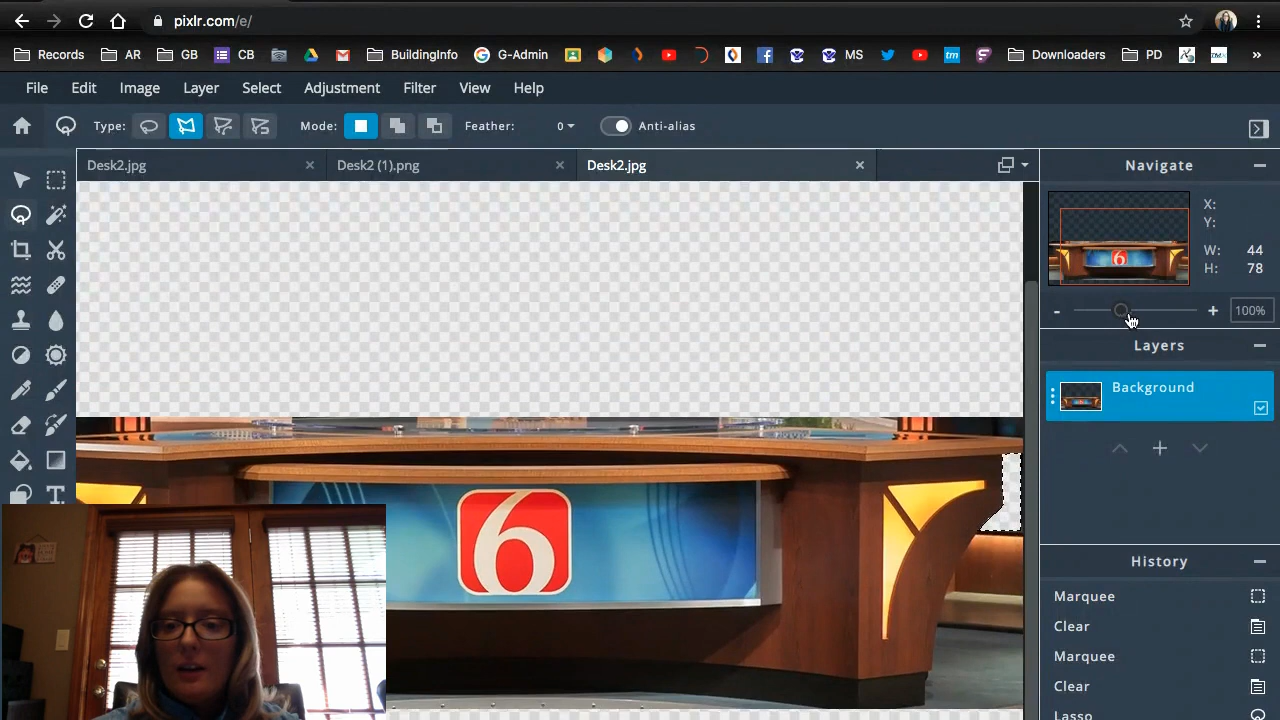 pixlr.com/e/
Records AR GB CB BuildingInfo G-Admin MS tm Downloaders PD TMX »
File Edit Image Layer Select Adjustment Filter View Help
Type: Mode: Feather: 0 Anti-alias
Desk2.jpg Desk2 (1).png Desk2.jpg Navigate
X:
Y:
W: 44
H: 78
- + 100%
Layers
Background
6
T
History
Marquee
Clear
Marquee
Clear
Lasso